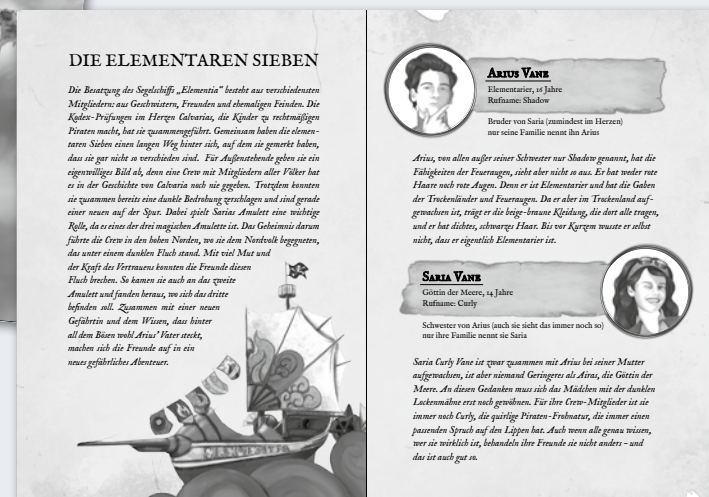 DIE ELEMENTAREN SIEBEN
Die Besatzung des Segelschiffs „Elementia“ besteht aus verschiedensten
Mitgliedern: aus Geschwistern, Freunden und ehemaligen Feinden. Die
Kodex-Prüfungen im Herzen Calvarias, die Kinder zu rechtmäßigen
Piraten macht, hat sie zusammengeführt. Gemeinsam haben die elemen-
taren Sieben einen langen Weg hinter sich, auf dem sie gemerkt haben,
dass sie gar nicht so verschieden sind. Für Außenstehende geben sie ein
eigenwilliges Bild ab, denn eine Crew mit Mitgliedern aller Völker hat
es in der Geschichte von Calvaria noch nie gegeben. Trotzdem konnten
sie zusammen bereits eine dunkle Bedrohung zerschlagen und sind gerade
einer neuen auf der Spur. Dabei spielt Sarias Amulett eine wichtige
Rolle, da es eines der drei magischen Amulette ist. Das Geheimnis darum
führte die Crew in den hohen Norden, wo sie dem Nordvolk begegneten,
das unter einem dunklen Fluch stand. Mit viel Mut und
der Kraft des Vertrauens konnten die Freunde diesen
Fluch brechen. So kamen sie auch an das zweite
Amulett und fanden heraus, wo sich das dritte
befinden soll. Zusammen mit einer neuen
Gefährtin und dem Wissen, dass hinter
all dem Bösen wohl Arius’ Vater steckt,
machen sich die Freunde auf in ein
neues gefährliches Abenteuer.
Arius Vane
Elementarier, 16 Jahre
Rufname: Shadow
Bruder von Saria (zumindest im Herzen)
nur seine Familie nennt ihn Arius
Arius, von allen außer seiner Schwester nur Shadow genannt, hat die
Fähigkeiten der Feueraugen, sieht aber nicht so aus. Er hat weder rote
Haare noch rote Augen. Denn er ist Elementarier und hat die Gaben
der Trockenländer und Feueraugen. Da er aber im Trockenland auf-
gewachsen ist, trägt er die beige-braune Kleidung, die dort alle tragen,
und er hat dichtes, schwarzes Haar. Bis vor Kurzem wusste er selbst
nicht, dass er eigentlich Elementarier ist.
Saria Vane
Göttin der Meere, 14 Jahre
Rufname: Curly
Schwester von Arius (auch sie sieht das immer noch so)
nur ihre Familie nennt sie Saria
Saria Curly Vane ist zwar zusammen mit Arius bei seiner Mutter
aufgewachsen, ist aber niemand Geringeres als Airas, die Göttin der
Meere. An diesen Gedanken muss sich das Mädchen mit der dunklen
Lockenmähne erst noch gewöhnen. Für ihre Crew-Mitglieder ist sie
immer noch Curly, die quirlige Piraten-Frohnatur, die immer einen
passenden Spruch auf den Lippen hat. Auch wenn alle genau wissen,
wer sie wirklich ist, behandeln ihre Freunde sie nicht anders – und
das ist auch gut so.